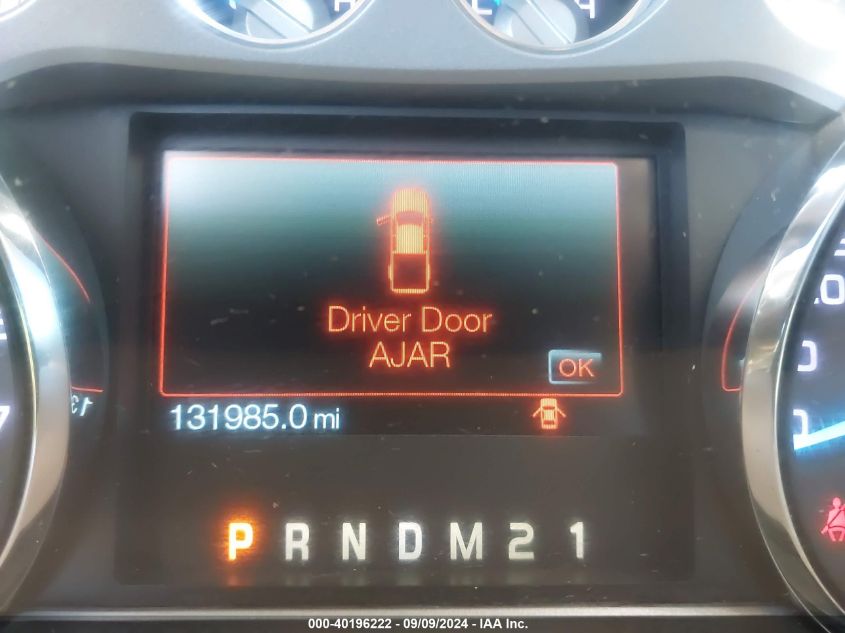 H
E
Driver Door
AJAR
OK
131985.0 mi
P R N D M 2 1
000-40196222 - 09/09/2024 - IAA Inc.